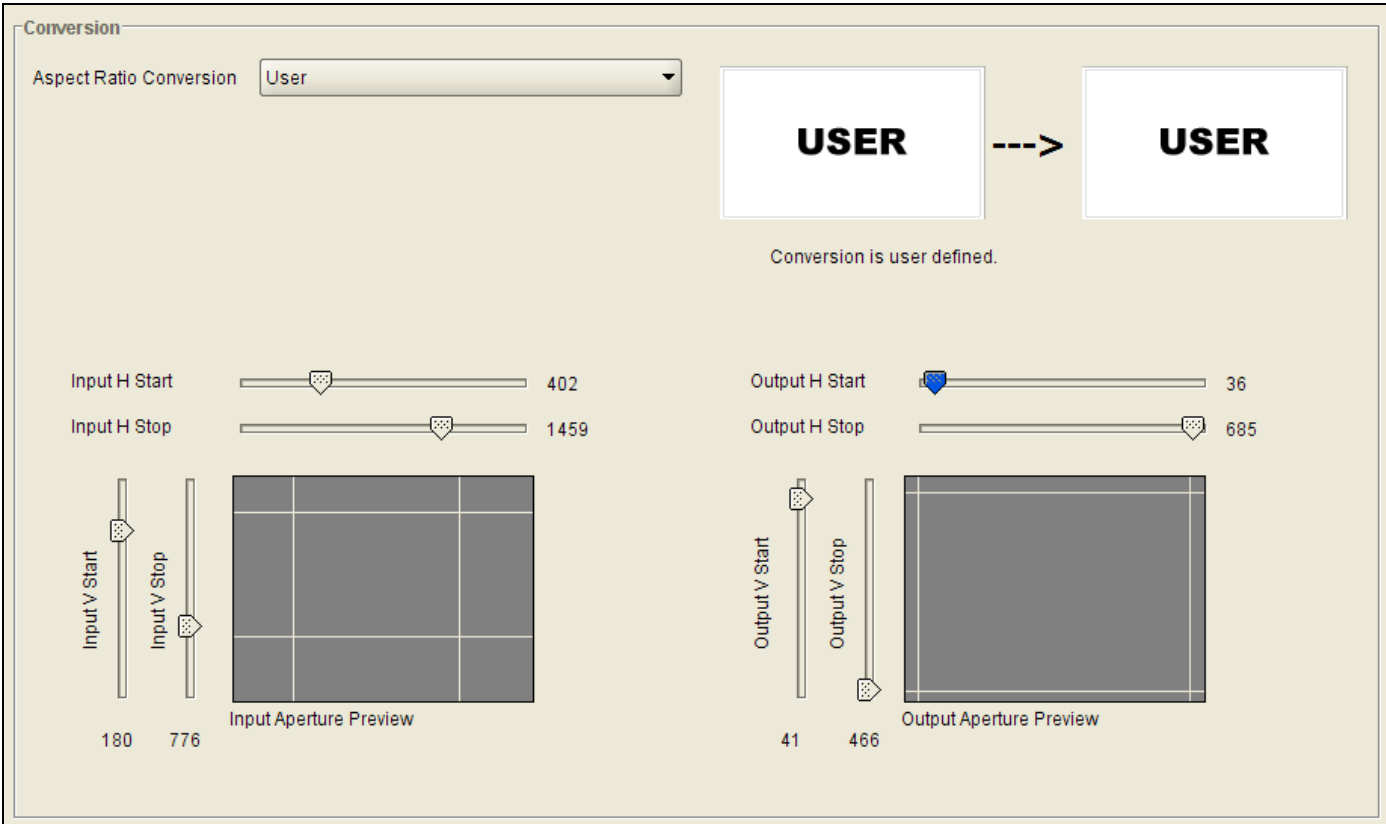 Conversion
Aspect Ratio Conversion User
USER ---> USER
Conversion is user defined.
Input H Start 402
Input H Stop 1459
Output H Start 36
Output H Stop 685
Input V Start
Input V Stop
Input Aperture Preview
180 776
Output V Start
Output V Stop
Output Aperture Preview
41 466